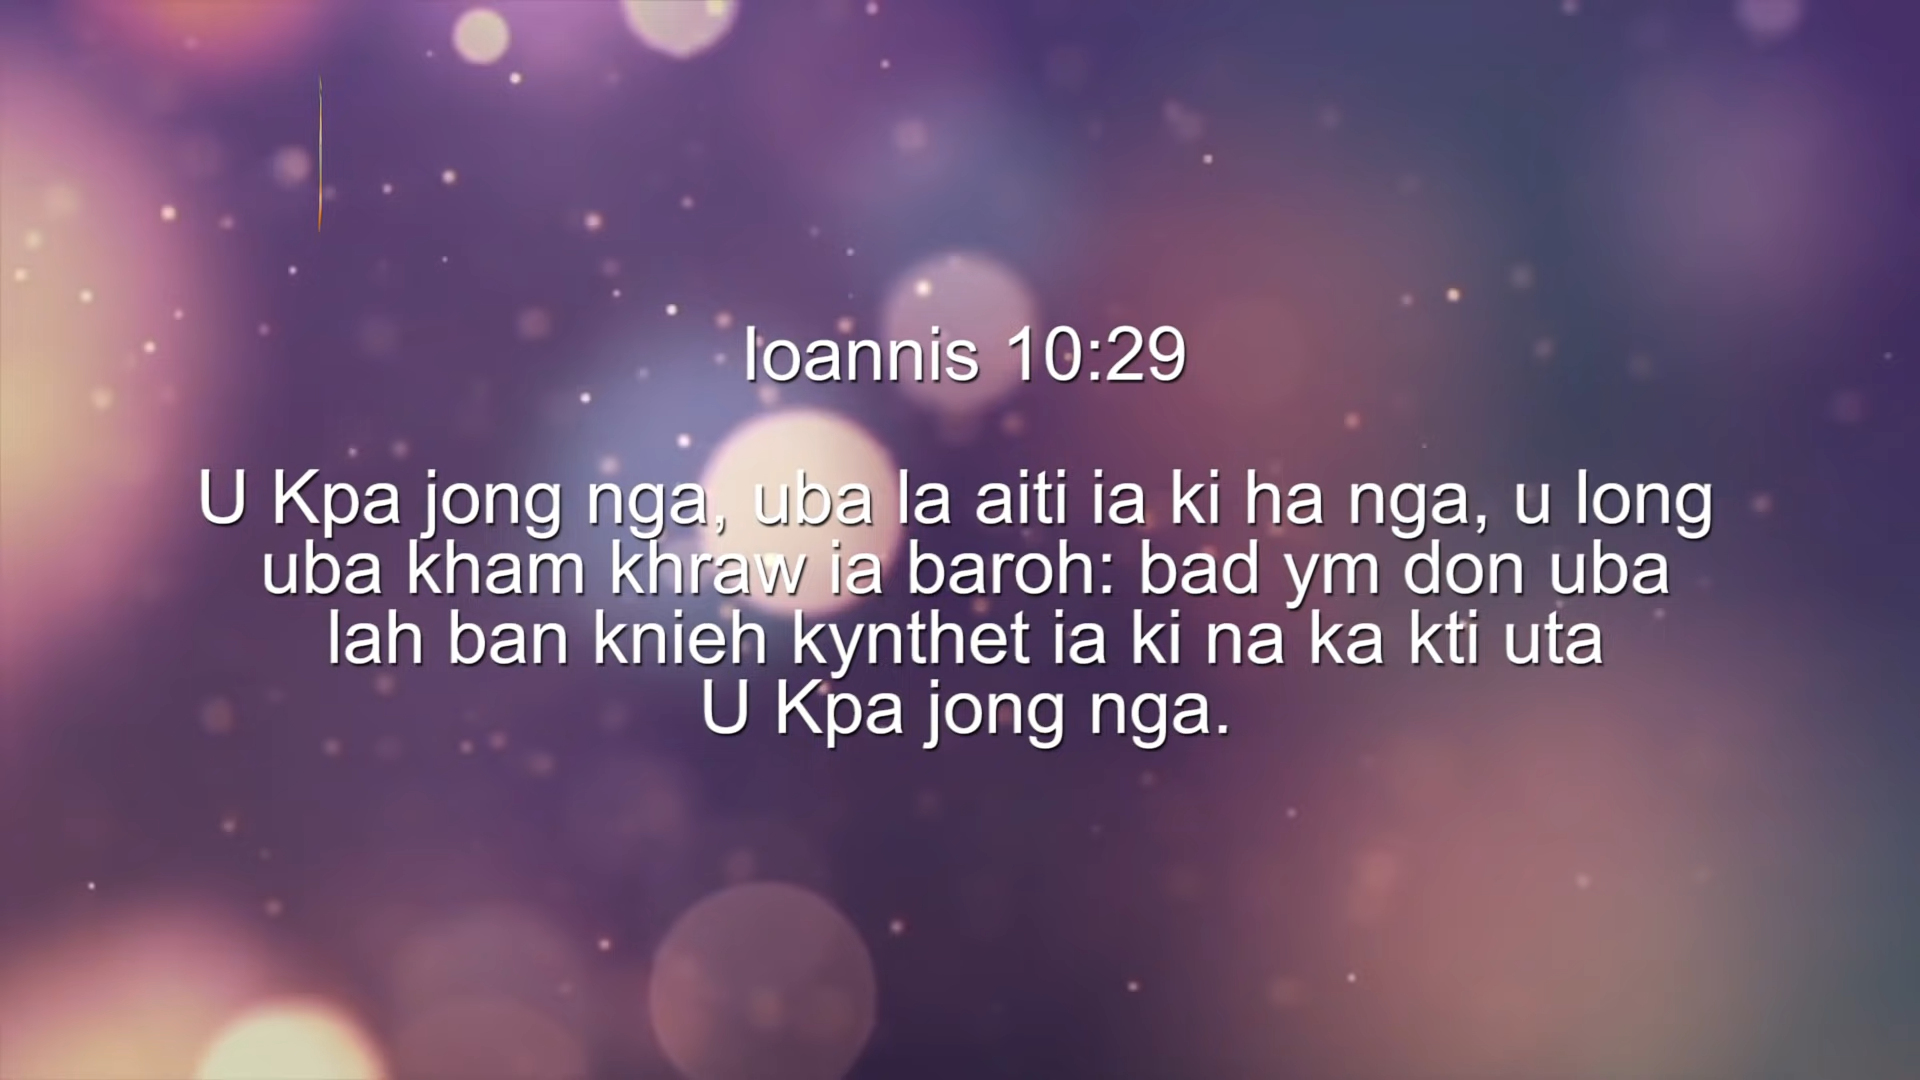 Ioannis 10:29
U Kpa jong nga, uba la aiti ia ki ha nga, u long
uba kham khraw ia baroh: bad ym don uba
lah ban knieh kynthet ia ki na ka kti uta
U Kpa jong nga.